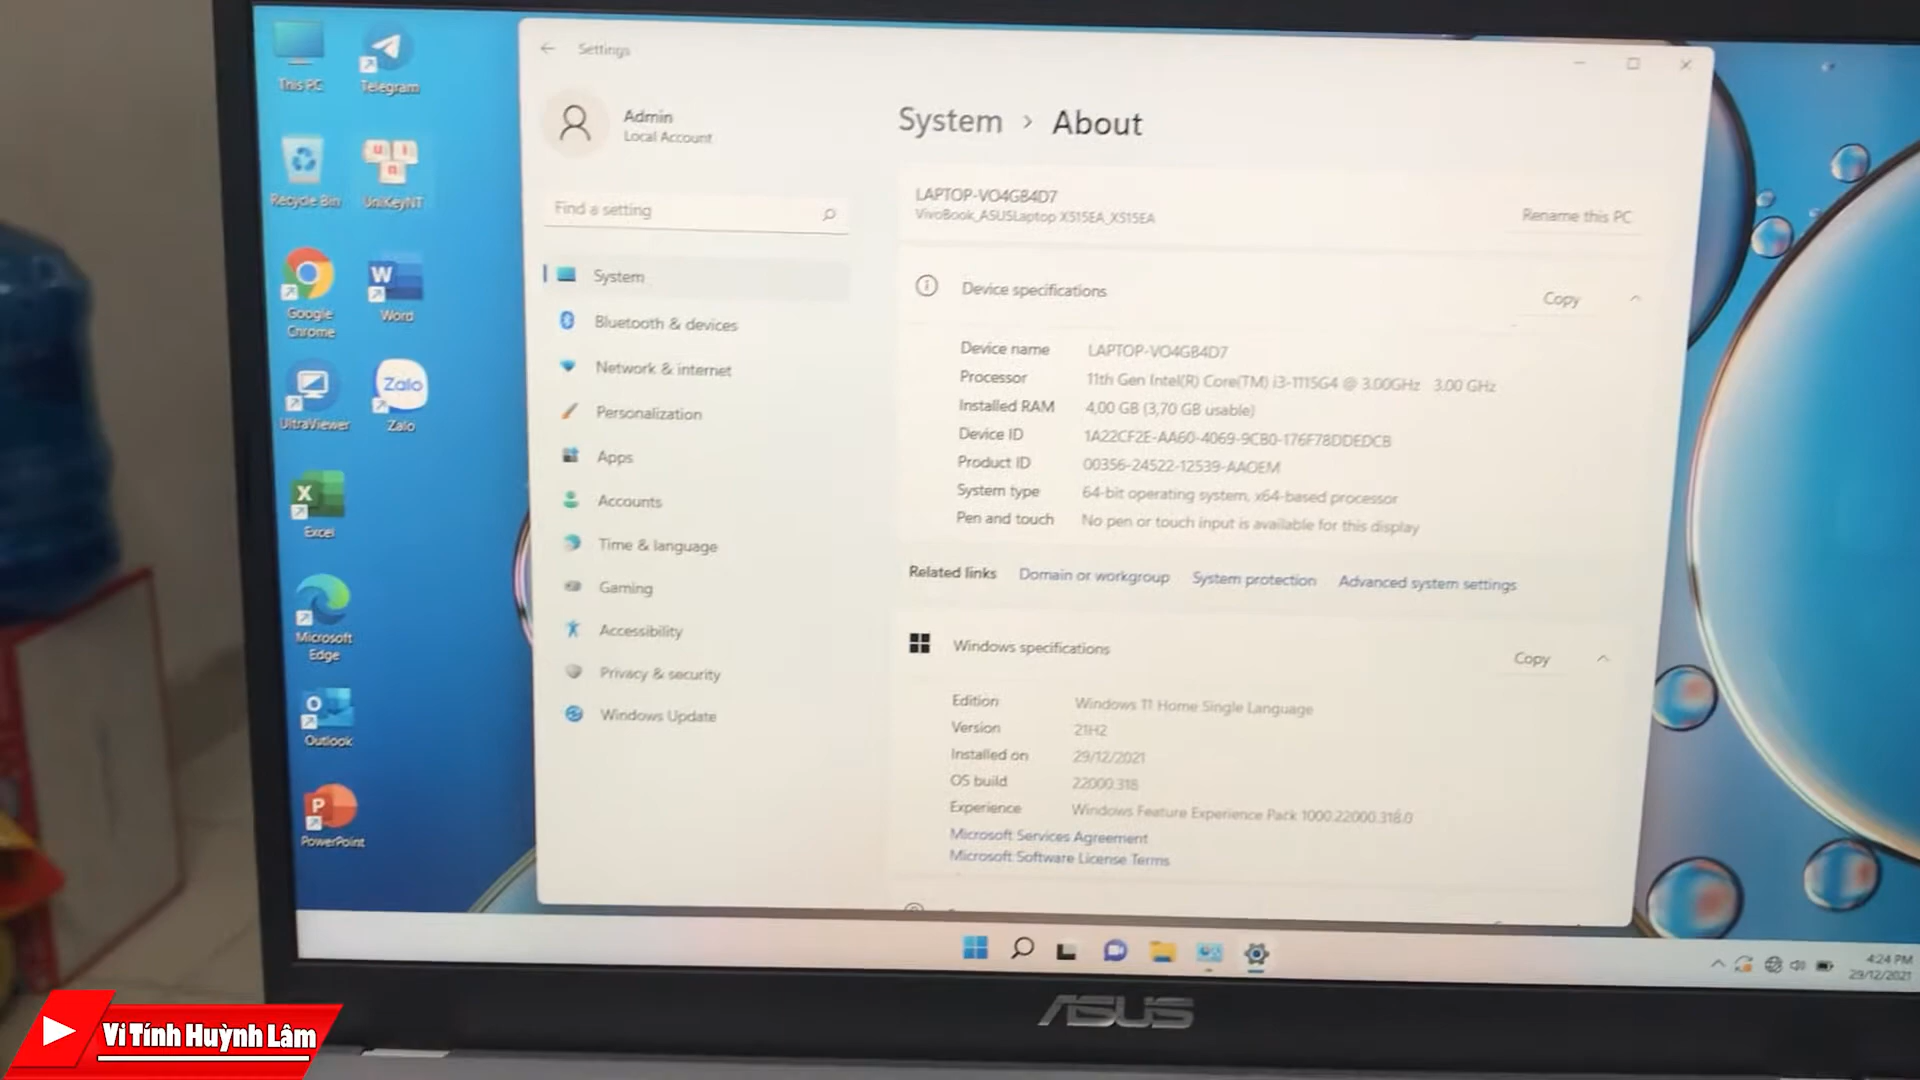 This PC
Telegram
Recycle Bin
UniKeyNT
Google Chrome
Word
UltraViewer
Zalo
Zalo
Excel
Microsoft Edge
Outlook
PowerPoint
Settings
Admin
Local Account
Find a setting
System
Bluetooth & devices
Network & internet
Personalization
Apps
Accounts
Time & language
Gaming
Accessibility
Privacy & security
Windows Update
System › About
LAPTOP-VO4GB4D7
VivoBook_ASUSLaptop X515EA_X515EA
Rename this PC
Device specifications
Copy
Device name LAPTOP-VO4GB4D7
Processor 11th Gen Intel(R) Core(TM) i3-1115G4 @ 3.00GHz 3.00 GHz
Installed RAM 4,00 GB (3,70 GB usable)
Device ID 1A22CF2E-AA60-4069-9CB0-176F78DDEDCB
Product ID 00356-24522-12539-AAOEM
System type 64-bit operating system, x64-based processor
Pen and touch No pen or touch input is available for this display
Related links Domain or workgroup System protection Advanced system settings
Windows specifications
Copy
Edition Windows 11 Home Single Language
Version 21H2
Installed on 29/12/2021
OS build 22000.318
Experience Windows Feature Experience Pack 1000.22000.318.0
Microsoft Services Agreement
Microsoft Software License Terms
4:24 PM
29/12/2021
ASUS
Vi Tính Huỳnh Lâm